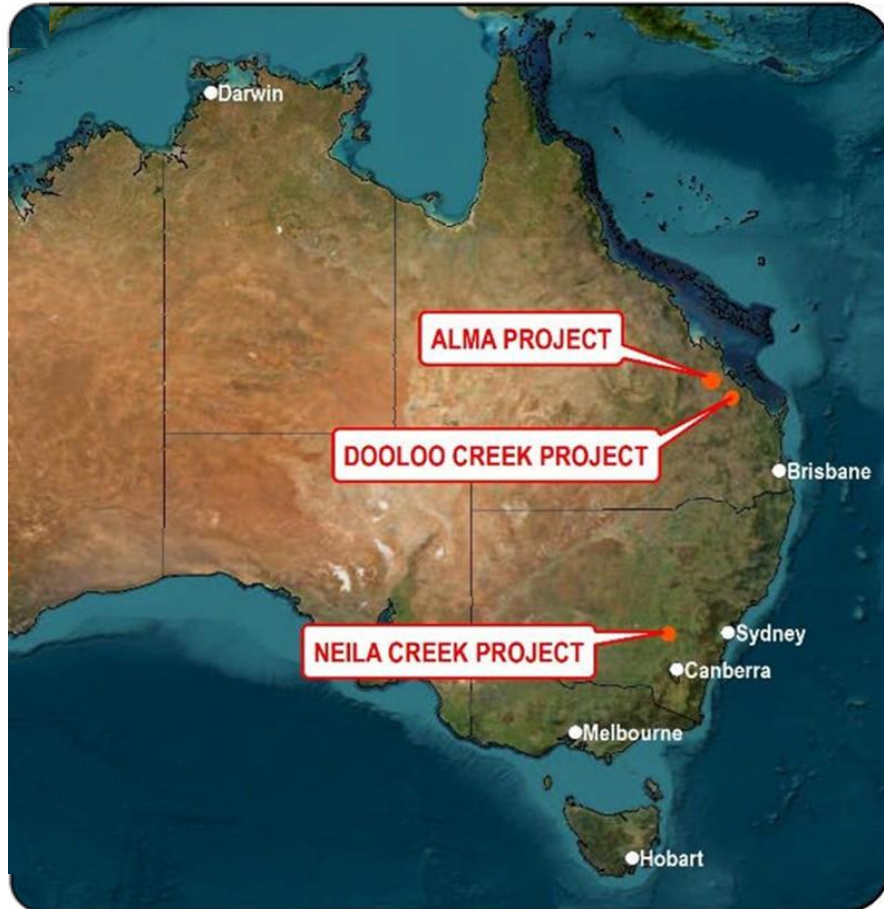 Darwin
ALMA PROJECT
DOOLOO CREEK PROJECT
Brisbane
NEILA CREEK PROJECT
Sydney
Canberra
Melbourne
Hobart